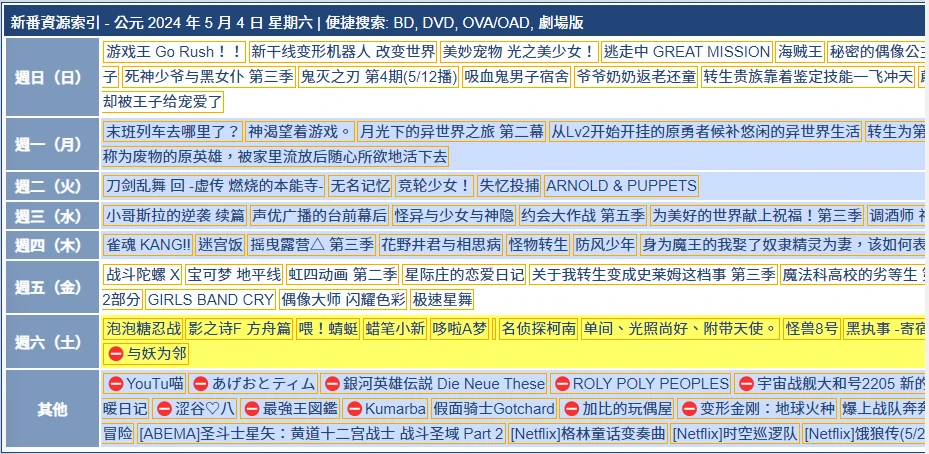 新番資源索引 - 公元 2024 年 5 月 4 日 星期六 | 便捷搜索: BD, DVD, OVA/OAD, 劇場版
週日（日）
游戏王 Go Rush！！ 新干线变形机器人 改变世界 美妙宠物 光之美少女！ 逃走中 GREAT MISSION 海贼王 秘密的偶像公主
子 死神少爷与黑女仆 第三季 鬼灭之刃 第4期(5/12播) 吸血鬼男子宿舍 爷爷奶奶返老还童 转生贵族靠着鉴定技能一飞冲天
却被王子给宠爱了
週一（月）
末班列车去哪里了？ 神渴望着游戏。 月光下的异世界之旅 第二幕 从Lv2开始开挂的原勇者候补悠闲的异世界生活 转生为第
称为废物的原英雄，被家里流放后随心所欲地活下去
週二（火）
刀剑乱舞 回 -虚传 燃烧的本能寺- 无名记忆 竞轮少女！ 失忆投捕 ARNOLD & PUPPETS
週三（水）
小哥斯拉的逆袭 续篇 声优广播的台前幕后 怪异与少女与神隐 约会大作战 第五季 为美好的世界献上祝福！第三季 调酒师
週四（木）
雀魂 KANG!! 迷宫饭 摇曳露营△ 第三季 花野井君与相思病 怪物转生 防风少年 身为魔王的我娶了奴隶精灵为妻，该如何表
週五（金）
战斗陀螺 X 宝可梦 地平线 虹四动画 第二季 星际庄的恋爱日记 关于我转生变成史莱姆这档事 第三季 魔法科高校的劣等生
2部分 GIRLS BAND CRY 偶像大师 闪耀色彩 极速星舞
週六（土）
泡泡糖忍战 影之诗F 方舟篇 喂！蜻蜓 蜡笔小新 哆啦A梦 名侦探柯南 单间、光照尚好、附带天使。 怪兽8号 黑执事 -寄宿
⛔ 与妖为邻
其他
⛔ YouTu喵 ⛔ あげおとティム ⛔ 銀河英雄伝説 Die Neue These ⛔ ROLY POLY PEOPLES ⛔ 宇宙战舰大和号2205 新的
暖日记 ⛔ 涩谷♡八 ⛔ 最強王図鑑 ⛔ Kumarba 假面骑士Gotchard ⛔ 加比的玩偶屋 ⛔ 变形金刚：地球火种 爆上战队奔奔
冒险 [ABEMA]圣斗士星矢：黄道十二宫战士 战斗圣域 Part 2 [Netflix]格林童话变奏曲 [Netflix]时空巡逻队 [Netflix]饿狼传(5/2